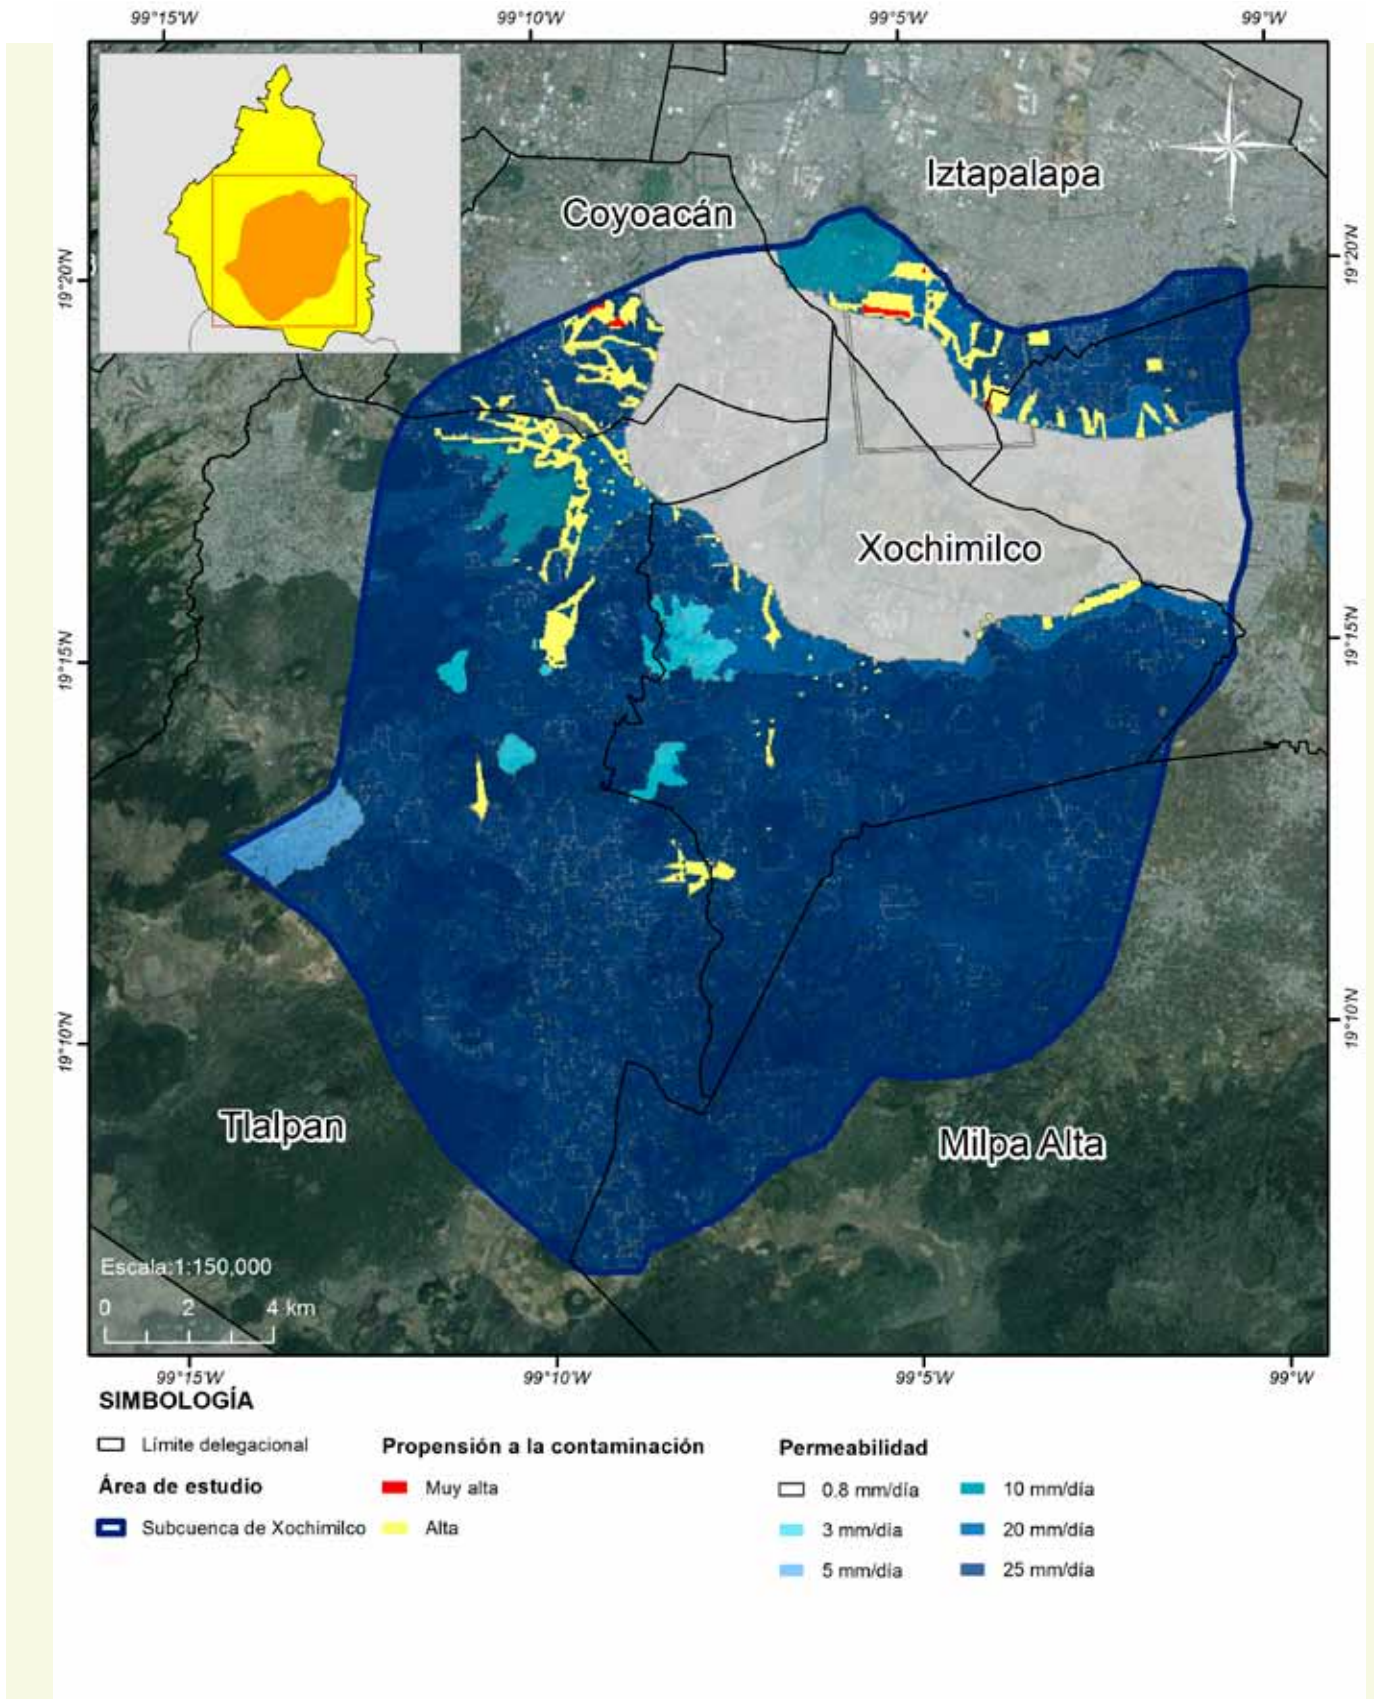 99°15'W 99°10'W 99°5'W 99°W
Iztapalapa
Coyoacán
19°20'N 19°20'N
Xochimilco
19°15'N 19°15'N
19°10'N 19°10'N
Tlalpan
Milpa Alta
Escala:1:150,000
0 2 4 km
99°15'W 99°10'W 99°5'W 99°W
SIMBOLOGÍA
Límite delegacional
Área de estudio
Subcuenca de Xochimilco
Propensión a la contaminación
Muy alta
Alta
Permeabilidad
0.8 mm/día
3 mm/día
5 mm/día
10 mm/día
20 mm/día
25 mm/día